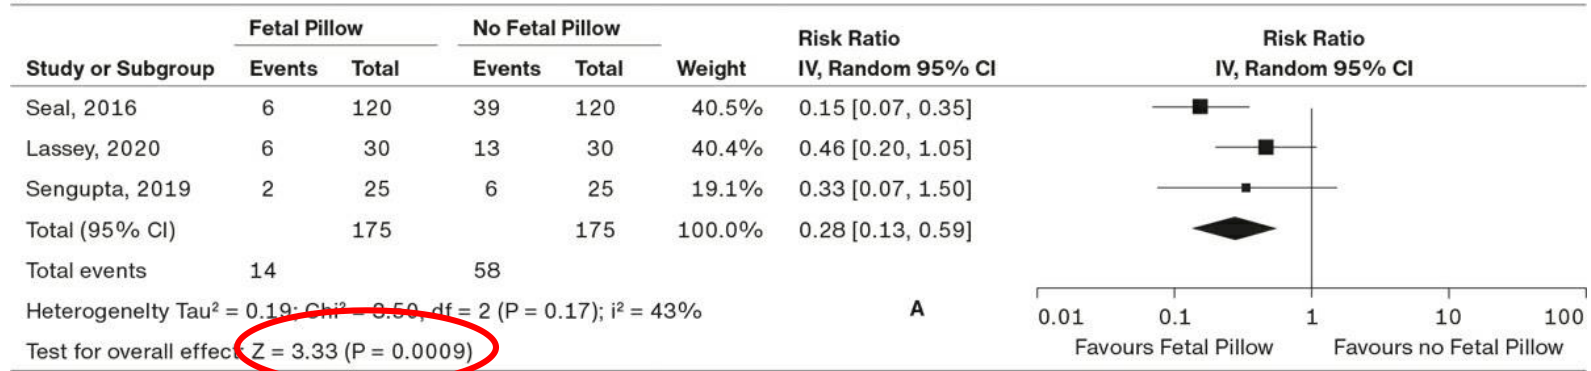 Fetal Pillow No Fetal Pillow Risk Ratio Risk Ratio
Study or Subgroup Events Total Events Total Weight IV, Random 95% CI IV, Random 95% CI
Seal, 2016 6 120 39 120 40.5% 0.15 [0.07, 0.35]
Lassey, 2020 6 30 13 30 40.4% 0.46 [0.20, 1.05]
Sengupta, 2019 2 25 6 25 19.1% 0.33 [0.07, 1.50]
Total (95% CI) 175 175 100.0% 0.28 [0.13, 0.59]
Total events 14 58
Heterogenelty Tau² = 0.19; Chi² = 3.50, df = 2 (P = 0.17); i² = 43% A
0.01 0.1 1 10 100
Test for overall effect: Z = 3.33 (P = 0.0009) Favours Fetal Pillow Favours no Fetal Pillow